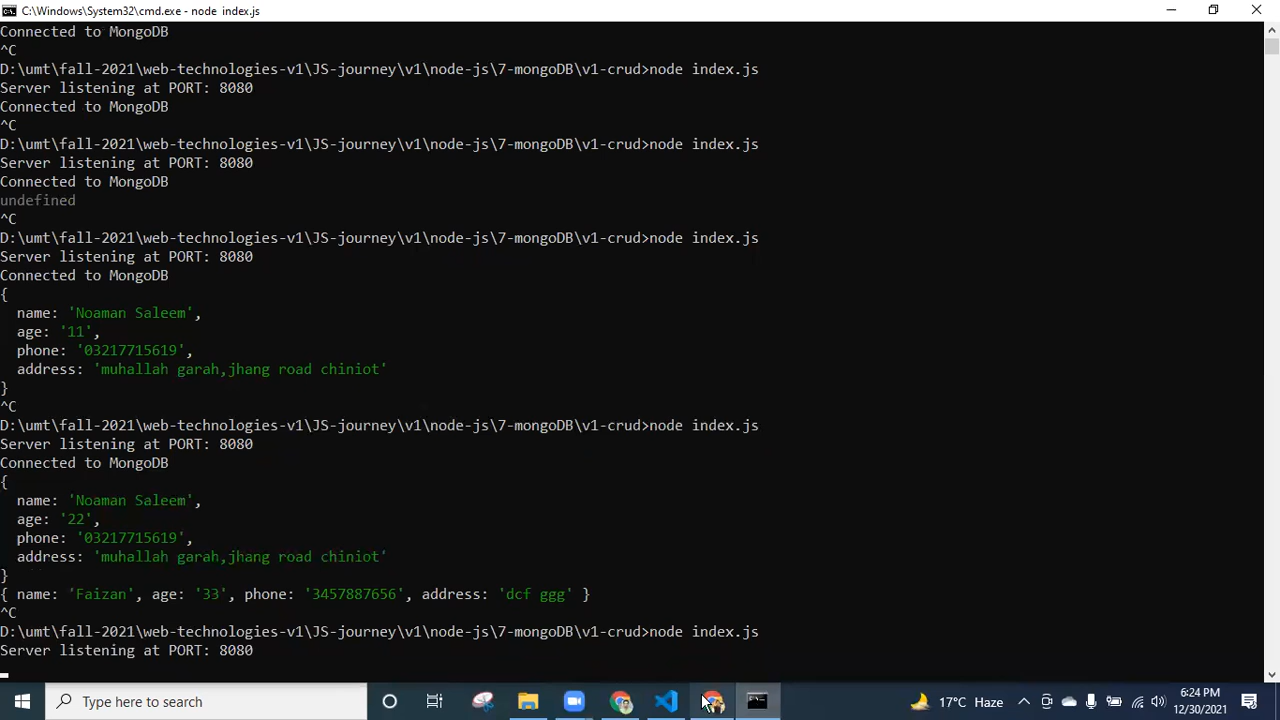 C:\Windows\System32\cmd.exe - node index.js
Connected to MongoDB
^C
D:\umt\fall-2021\web-technologies-v1\JS-journey\v1\node-js\7-mongoDB\v1-crud>node index.js
Server listening at PORT: 8080
Connected to MongoDB
^C
D:\umt\fall-2021\web-technologies-v1\JS-journey\v1\node-js\7-mongoDB\v1-crud>node index.js
Server listening at PORT: 8080
Connected to MongoDB
undefined
^C
D:\umt\fall-2021\web-technologies-v1\JS-journey\v1\node-js\7-mongoDB\v1-crud>node index.js
Server listening at PORT: 8080
Connected to MongoDB
{
  name: 'Noaman Saleem',
  age: '11',
  phone: '03217715619',
  address: 'muhallah garah,jhang road chiniot'
}
^C
D:\umt\fall-2021\web-technologies-v1\JS-journey\v1\node-js\7-mongoDB\v1-crud>node index.js
Server listening at PORT: 8080
Connected to MongoDB
{
  name: 'Noaman Saleem',
  age: '22',
  phone: '03217715619',
  address: 'muhallah garah,jhang road chiniot'
}
{ name: 'Faizan', age: '33', phone: '3457887656', address: 'dcf ggg' }
^C
D:\umt\fall-2021\web-technologies-v1\JS-journey\v1\node-js\7-mongoDB\v1-crud>node index.js
Server listening at PORT: 8080
Type here to search
17°C Haze
6:24 PM
12/30/2021